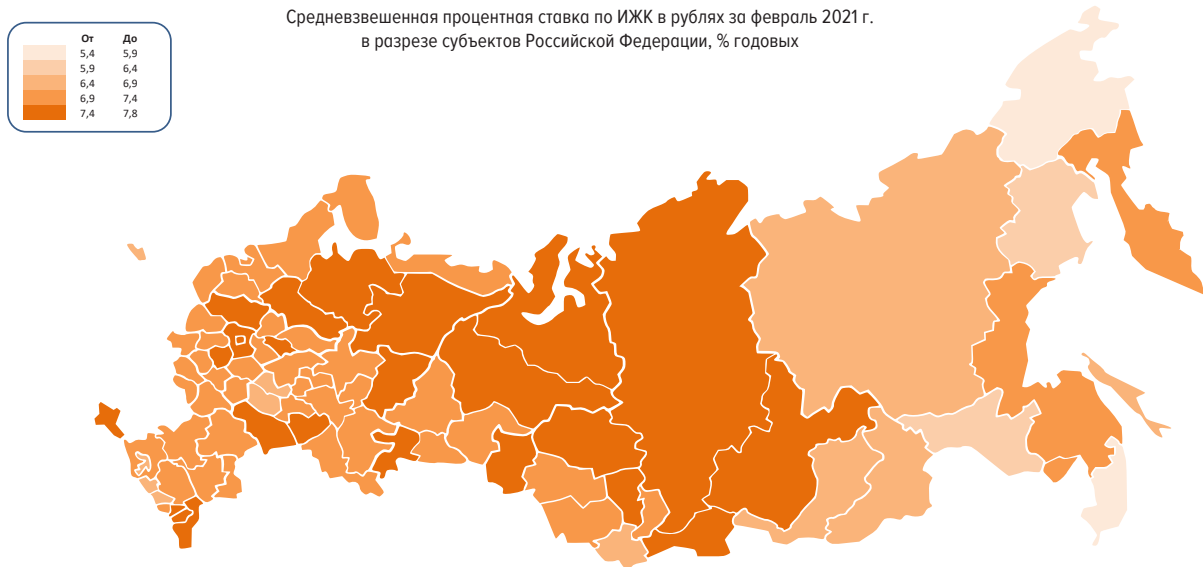 Средневзвешенная процентная ставка по ИЖК в рублях за февраль 2021 г.
в разрезе субъектов Российской Федерации, % годовых
От До
5,4 5,9
5,9 6,4
6,4 6,9
6,9 7,4
7,4 7,8